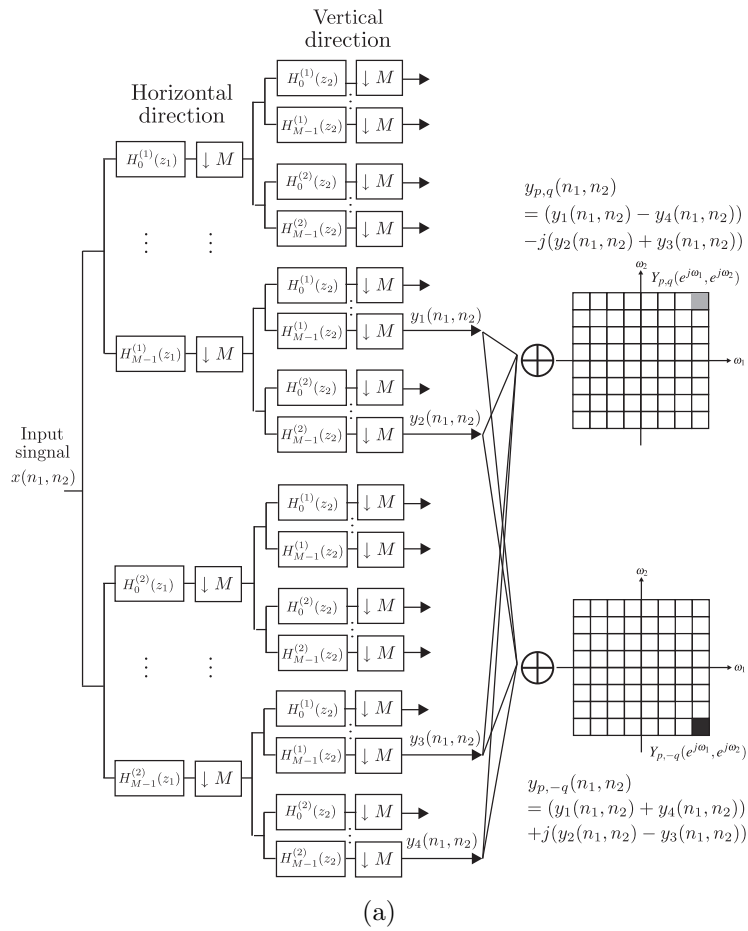 Vertical
direction
Horizontal
direction
H_0^{(1)}(z_2) ↓ M
H_{M-1}^{(1)}(z_2) ↓ M
H_0^{(1)}(z_1) ↓ M
H_0^{(2)}(z_2) ↓ M
H_{M-1}^{(2)}(z_2) ↓ M
H_0^{(1)}(z_2) ↓ M
H_{M-1}^{(1)}(z_2) ↓ M y_1(n_1, n_2)
H_{M-1}^{(1)}(z_1) ↓ M
H_0^{(2)}(z_2) ↓ M
H_{M-1}^{(2)}(z_2) ↓ M y_2(n_1, n_2)
Input
singnal
x(n_1, n_2)
H_0^{(1)}(z_2) ↓ M
H_{M-1}^{(1)}(z_2) ↓ M
H_0^{(2)}(z_1) ↓ M
H_0^{(2)}(z_2) ↓ M
H_{M-1}^{(2)}(z_2) ↓ M
H_0^{(1)}(z_2) ↓ M
H_{M-1}^{(1)}(z_2) ↓ M y_3(n_1, n_2)
H_{M-1}^{(2)}(z_1) ↓ M
H_0^{(2)}(z_2) ↓ M
H_{M-1}^{(2)}(z_2) ↓ M y_4(n_1, n_2)
y_{p,q}(n_1, n_2)
= (y_1(n_1, n_2) − y_4(n_1, n_2))
−j(y_2(n_1, n_2) + y_3(n_1, n_2))
ω_2
Y_{p,q}(e^{jω_1}, e^{jω_2})
ω_1
ω_2
ω_1
Y_{p,−q}(e^{jω_1}, e^{jω_2})
y_{p,−q}(n_1, n_2)
= (y_1(n_1, n_2) + y_4(n_1, n_2))
+j(y_2(n_1, n_2) − y_3(n_1, n_2))
(a)